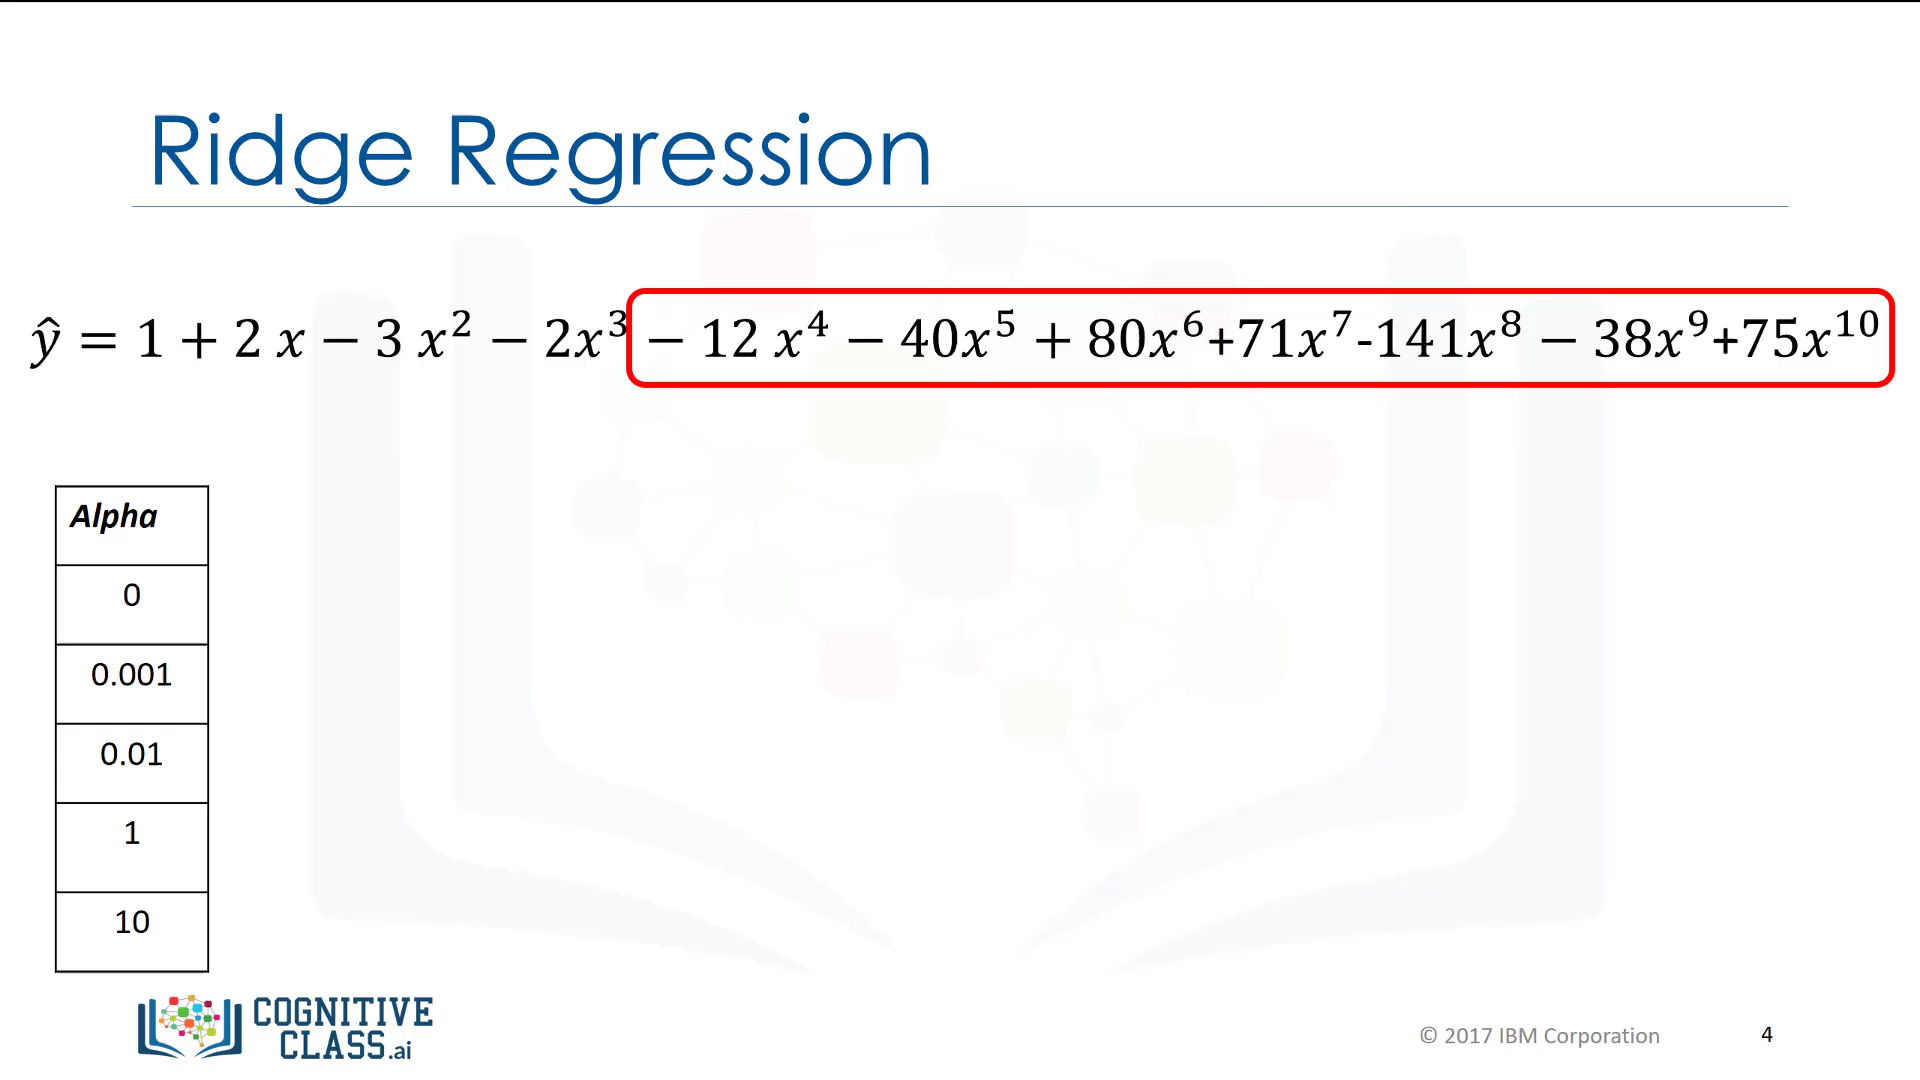 Ridge Regression
ŷ = 1 + 2 x − 3 x² − 2x³ − 12 x⁴ − 40x⁵ + 80x⁶+71x⁷-141x⁸ − 38x⁹+75x¹⁰
Alpha
0
0.001
0.01
1
10
COGNITIVE
CLASS.ai
© 2017 IBM Corporation 4